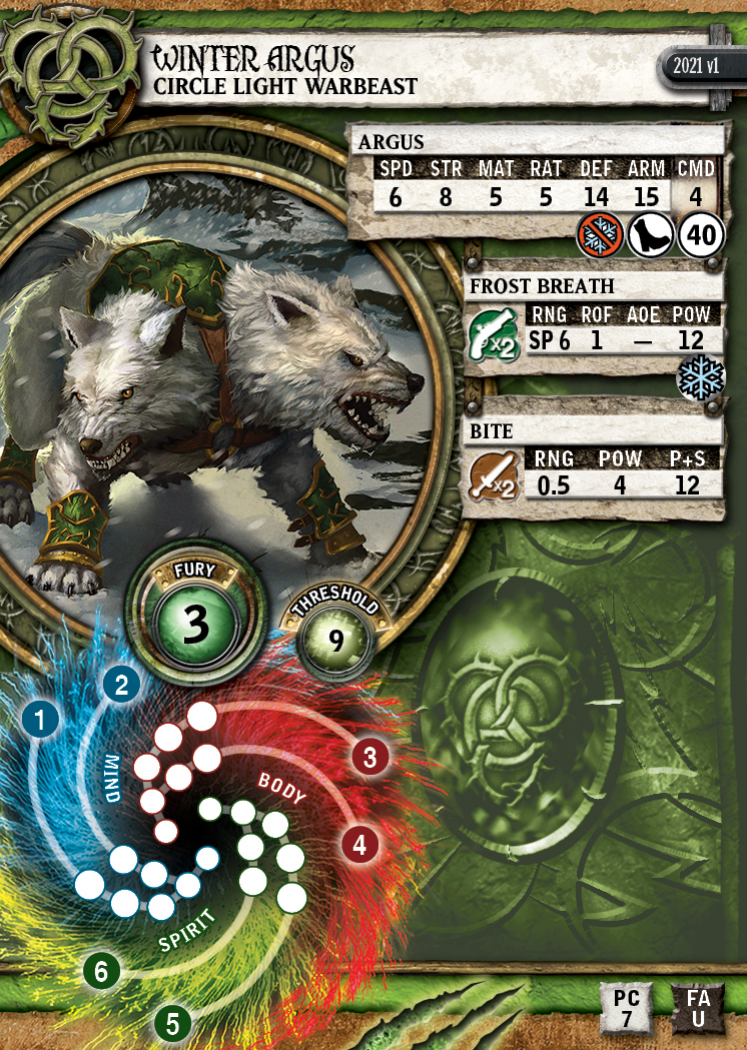 WINTER ARGUS
CIRCLE LIGHT WARBEAST
2021 v1
ARGUS
SPD STR MAT RAT DEF ARM CMD
6 8 5 5 14 15 4
40
FROST BREATH
RNG ROF AOE POW
x2 SP 6 1 — 12
BITE
RNG POW P+S
x2 0.5 4 12
FURY
3
THRESHOLD
9
1
2
MIND
3
BODY
4
SPIRIT
6
5
PC
7
FA
U